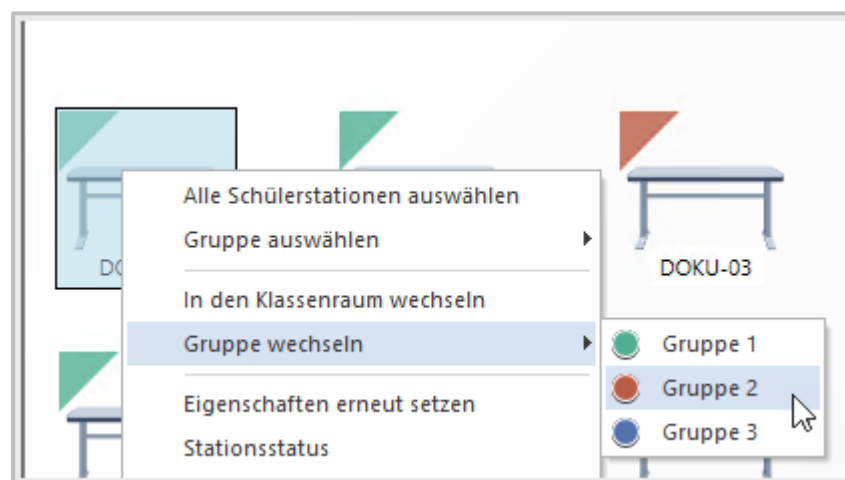 Alle Schülerstationen auswählen
Gruppe auswählen
DOKU-03
In den Klassenraum wechseln
Gruppe wechseln
Gruppe 1
Gruppe 2
Gruppe 3
Eigenschaften erneut setzen
Stationsstatus